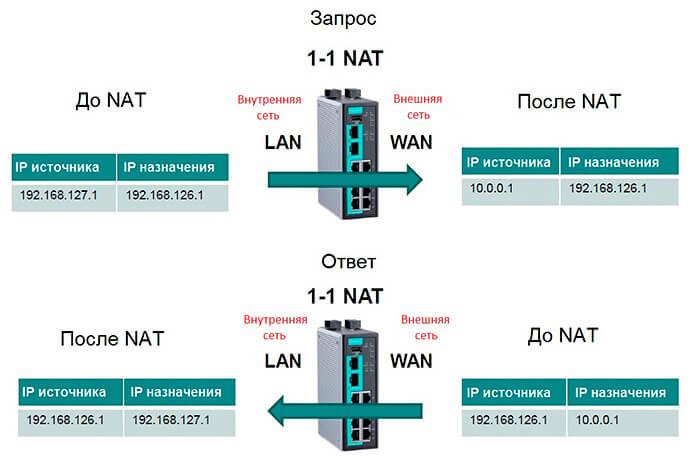 Запрос
1-1 NAT
До NAT
Внутренняя
сеть
Внешняя
сеть
После NAT
LAN
WAN
IP источника IP назначения
192.168.127.1 192.168.126.1
IP источника IP назначения
10.0.0.1 192.168.126.1
Ответ
1-1 NAT
После NAT
Внутренняя
сеть
Внешняя
сеть
До NAT
LAN
WAN
IP источника IP назначения
192.168.126.1 192.168.127.1
IP источника IP назначения
192.168.126.1 10.0.0.1